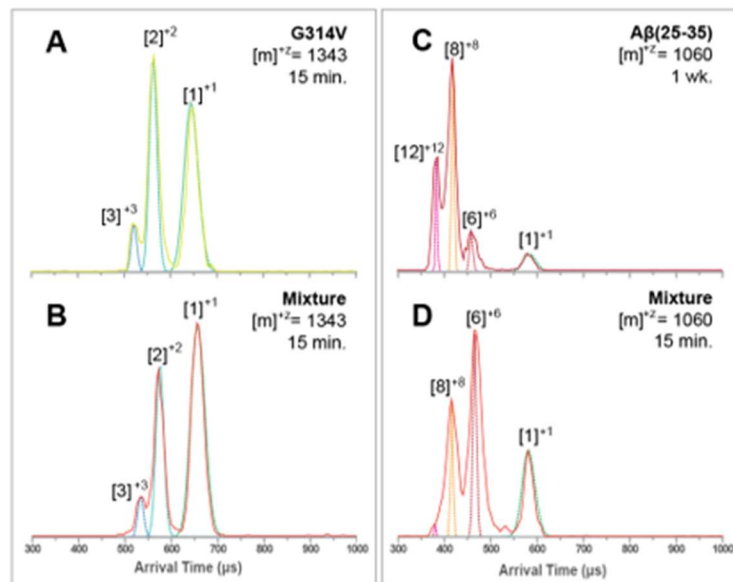 A
G314V
[m]+z = 1343
15 min.
[2]+2
[1]+1
[3]+3
B
Mixture
[m]+z = 1343
15 min.
[1]+1
[2]+2
[3]+3
300 400 500 600 700 800 900 1000
Arrival Time (µs)
C
Aβ(25-35)
[m]+z = 1060
1 wk.
[8]+8
[12]+12
[6]+6
[1]+1
D
Mixture
[m]+z = 1060
15 min.
[6]+6
[8]+8
[1]+1
300 400 500 600 700 800 900 1000
Arrival Time (µs)